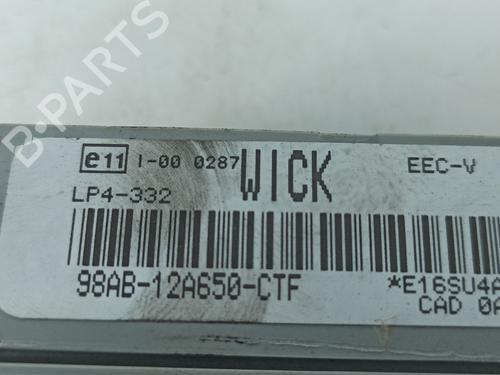 B-PARTS
e11 I-00 0287 WICK EEC-V
LP4-332
98AB-12A650-CTF *E16SU4A
CAD 0A